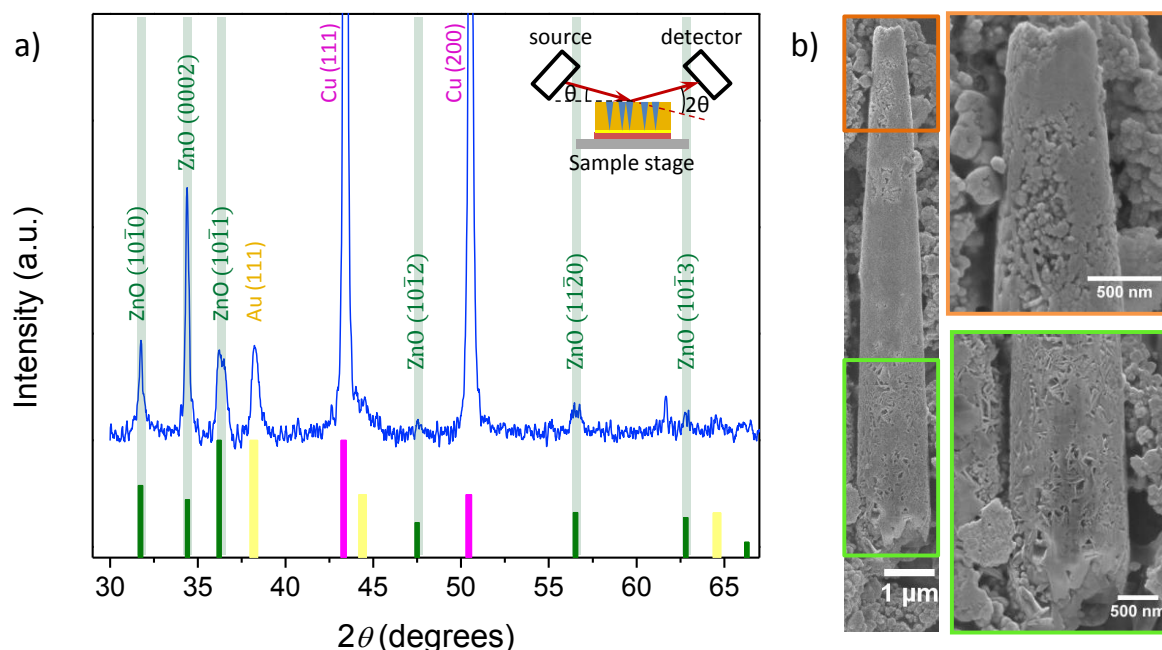 a)
Intensity (a.u.)
ZnO (101̅0)
ZnO (0002)
ZnO (101̅1)
Au (111)
Cu (111)
ZnO (101̅2)
Cu (200)
ZnO (112̅0)
ZnO (101̅3)
source
detector
θ
2θ
Sample stage
30 35 40 45 50 55 60 65
2θ (degrees)
b)
1 µm
500 nm
500 nm